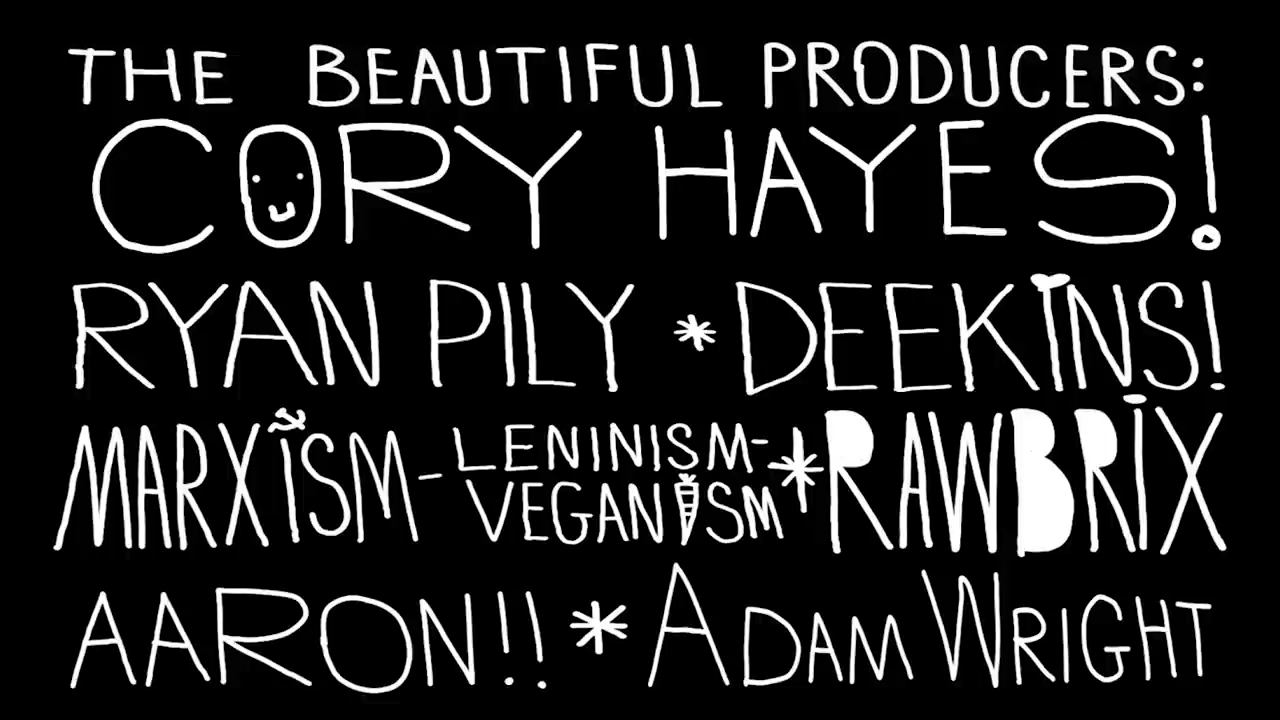 THE BEAUTIFUL PRODUCERS:
CORY HAYES!
RYAN PILY * DEEKINS!
MARXISM-LENINISM-VEGANISM * RAWBRIX
AARON!! * ADAM WRIGHT